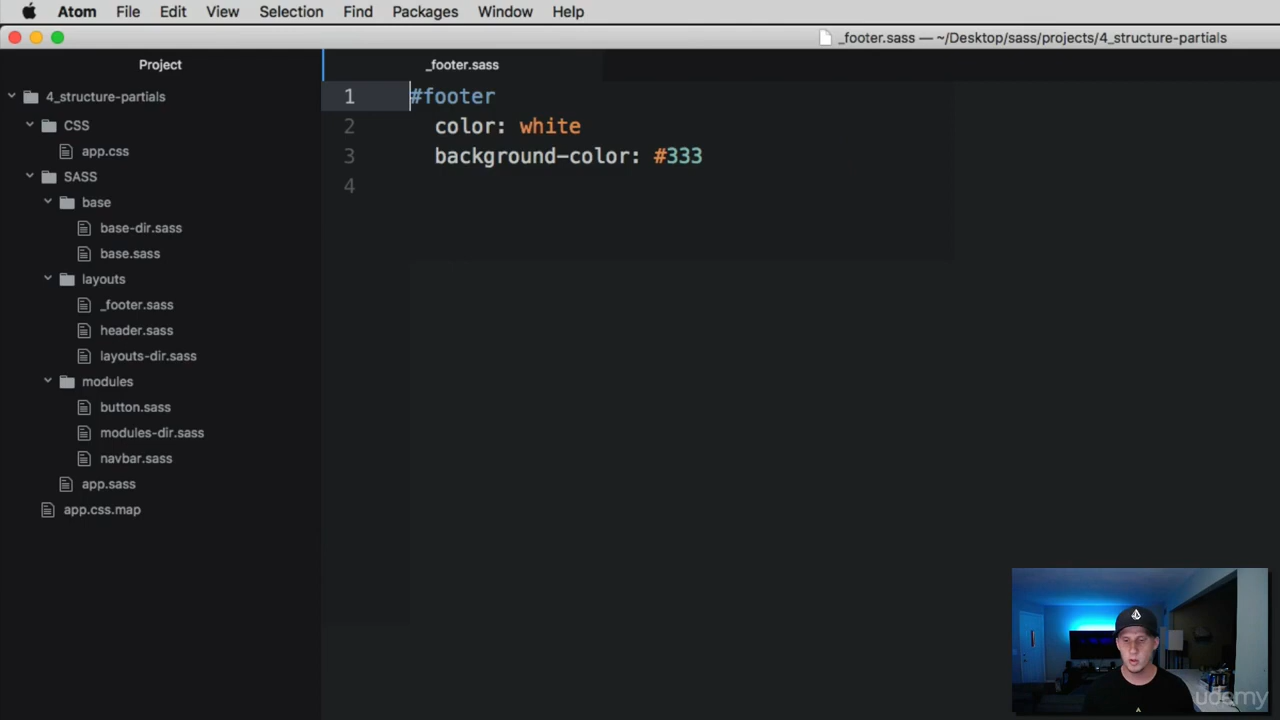 Atom File Edit View Selection Find Packages Window Help
_footer.sass — ~/Desktop/sass/projects/4_structure-partials
Project
_footer.sass
4_structure-partials
CSS
app.css
SASS
base
base-dir.sass
base.sass
layouts
_footer.sass
header.sass
layouts-dir.sass
modules
button.sass
modules-dir.sass
navbar.sass
app.sass
app.css.map
1 #footer
2 color: white
3 background-color: #333
4
udemy